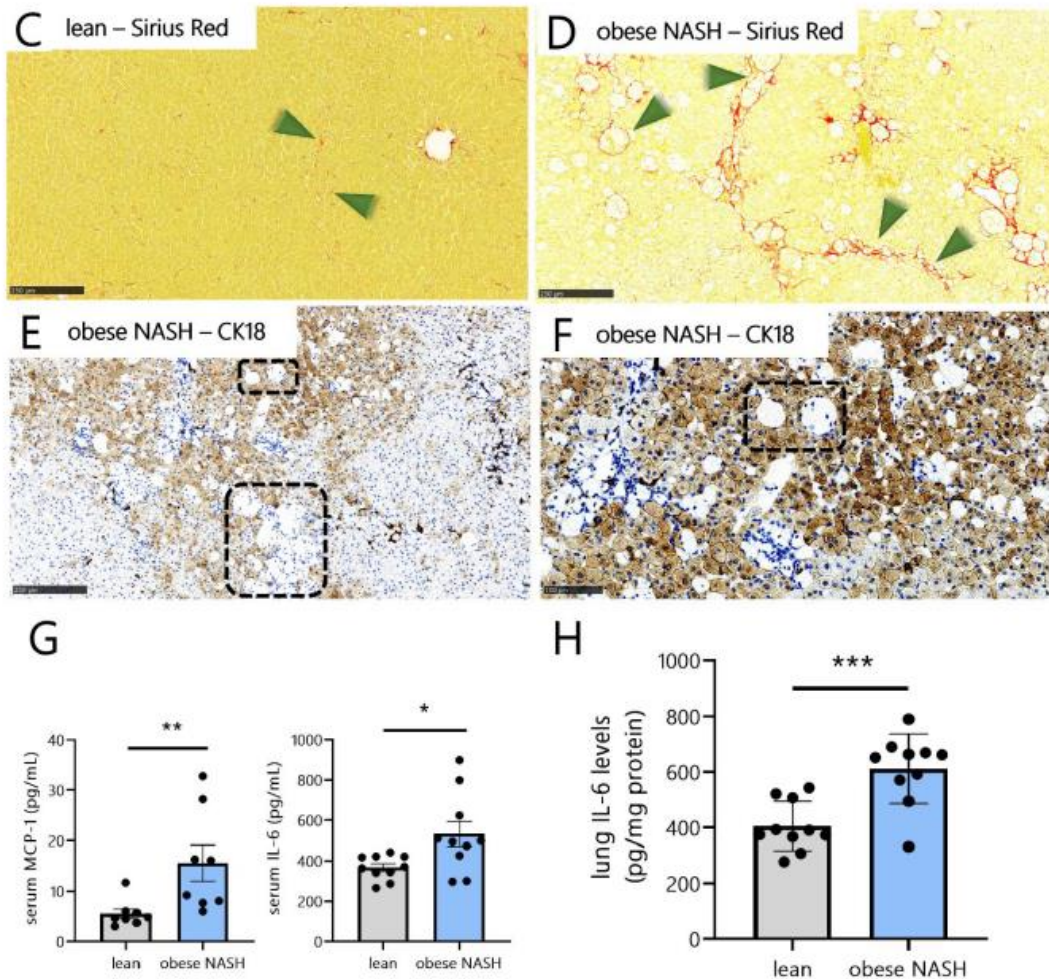 C lean – Sirius Red
D obese NASH – Sirius Red
E obese NASH – CK18
F obese NASH – CK18
G
serum MCP-1 (pg/mL)
40
30
20
10
0
**
lean obese NASH
serum IL-6 (pg/mL)
1000
800
600
400
200
0
*
lean obese NASH
H
lung IL-6 levels
(pg/mg protein)
1000
800
600
400
200
0
***
lean obese NASH